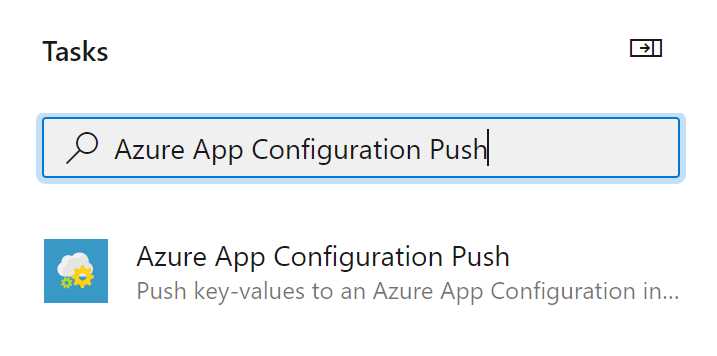 Tasks
Azure App Configuration Push
Azure App Configuration Push
Push key-values to an Azure App Configuration in...